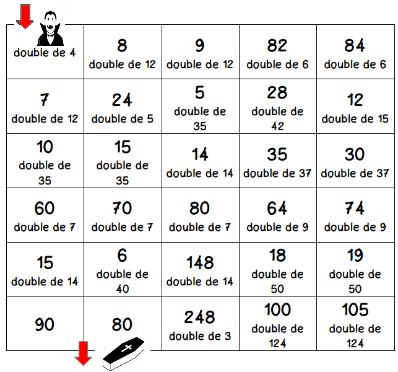 double de 4
8
double de 12
9
double de 12
82
double de 6
84
double de 6
7
double de 12
24
double de 5
5
double de
35
28
double de
42
12
double de 15
10
double de
35
15
double de
35
14
double de 14
35
double de 37
30
double de 37
60
double de 7
70
double de 7
80
double de 7
64
double de 9
74
double de 9
15
double de 14
6
double de
40
148
double de 14
18
double de
50
19
double de
50
90
80
248
double de 3
100
double de
124
105
double de
124